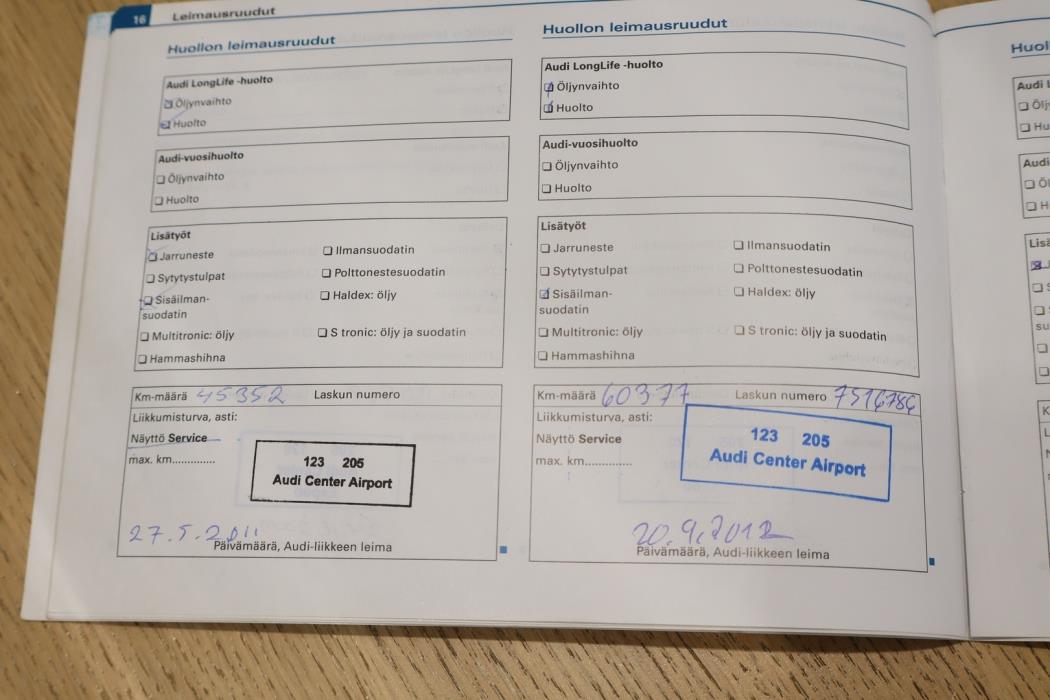 16 Leimausruudut
Huollon leimausruudut
Audi LongLife -huolto
Öljynvaihto
Huolto
Audi-vuosihuolto
Öljynvaihto
Huolto
Lisätyöt
Jarruneste
Ilmansuodatin
Sytytystulpat
Polttonestesuodatin
Sisäilman-
suodatin
Haldex: öljy
Multitronic: öljy
S tronic: öljy ja suodatin
Hammashihna
Km-määrä 45352 Laskun numero
Liikkumisturva, asti:
Näyttö Service
max. km..............
123 205
Audi Center Airport
27.5.2011
Päivämäärä, Audi-liikkeen leima
Huollon leimausruudut
Audi LongLife -huolto
Öljynvaihto
Huolto
Audi-vuosihuolto
Öljynvaihto
Huolto
Lisätyöt
Jarruneste
Ilmansuodatin
Sytytystulpat
Polttonestesuodatin
Sisäilman-
suodatin
Haldex: öljy
Multitronic: öljy
S tronic: öljy ja suodatin
Hammashihna
Km-määrä 60377 Laskun numero 7516786
Liikkumisturva, asti:
Näyttö Service
max. km..............
123 205
Audi Center Airport
20.9.2012
Päivämäärä, Audi-liikkeen leima
Audi